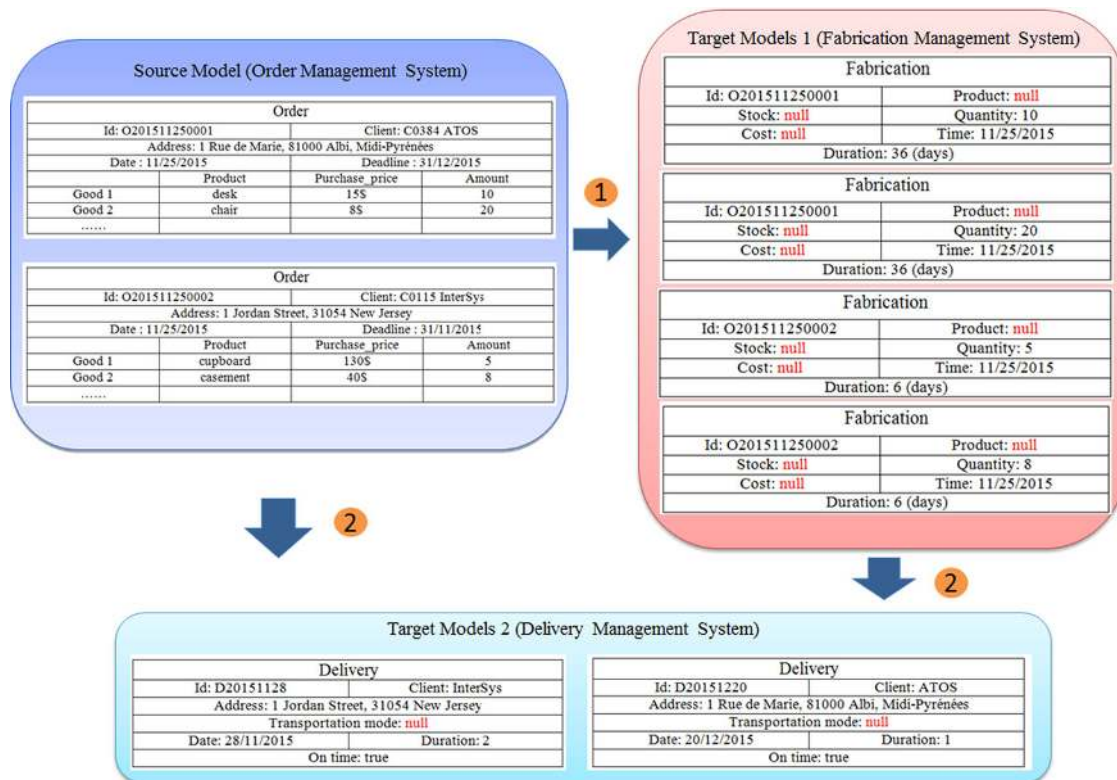 Source Model (Order Management System)
Order
Id: O201511250001 Client: C0384 ATOS
Address: 1 Rue de Marie, 81000 Albi, Midi-Pyrénées
Date : 11/25/2015 Deadline : 31/12/2015
Product Purchase_price Amount
Good 1 desk 15$ 10
Good 2 chair 8$ 20
……
Order
Id: O201511250002 Client: C0115 InterSys
Address: 1 Jordan Street, 31054 New Jersey
Date : 11/25/2015 Deadline : 31/11/2015
Product Purchase_price Amount
Good 1 cupboard 130$ 5
Good 2 casement 40$ 8
……
1
Target Models 1 (Fabrication Management System)
Fabrication
Id: O201511250001 Product: null
Stock: null Quantity: 10
Cost: null Time: 11/25/2015
Duration: 36 (days)
Fabrication
Id: O201511250001 Product: null
Stock: null Quantity: 20
Cost: null Time: 11/25/2015
Duration: 36 (days)
Fabrication
Id: O201511250002 Product: null
Stock: null Quantity: 5
Cost: null Time: 11/25/2015
Duration: 6 (days)
Fabrication
Id: O201511250002 Product: null
Stock: null Quantity: 8
Cost: null Time: 11/25/2015
Duration: 6 (days)
2
2
Target Models 2 (Delivery Management System)
Delivery
Id: D20151128 Client: InterSys
Address: 1 Jordan Street, 31054 New Jersey
Transportation mode: null
Date: 28/11/2015 Duration: 2
On time: true
Delivery
Id: D20151220 Client: ATOS
Address: 1 Rue de Marie, 81000 Albi, Midi-Pyrénées
Transportation mode: null
Date: 20/12/2015 Duration: 1
On time: true